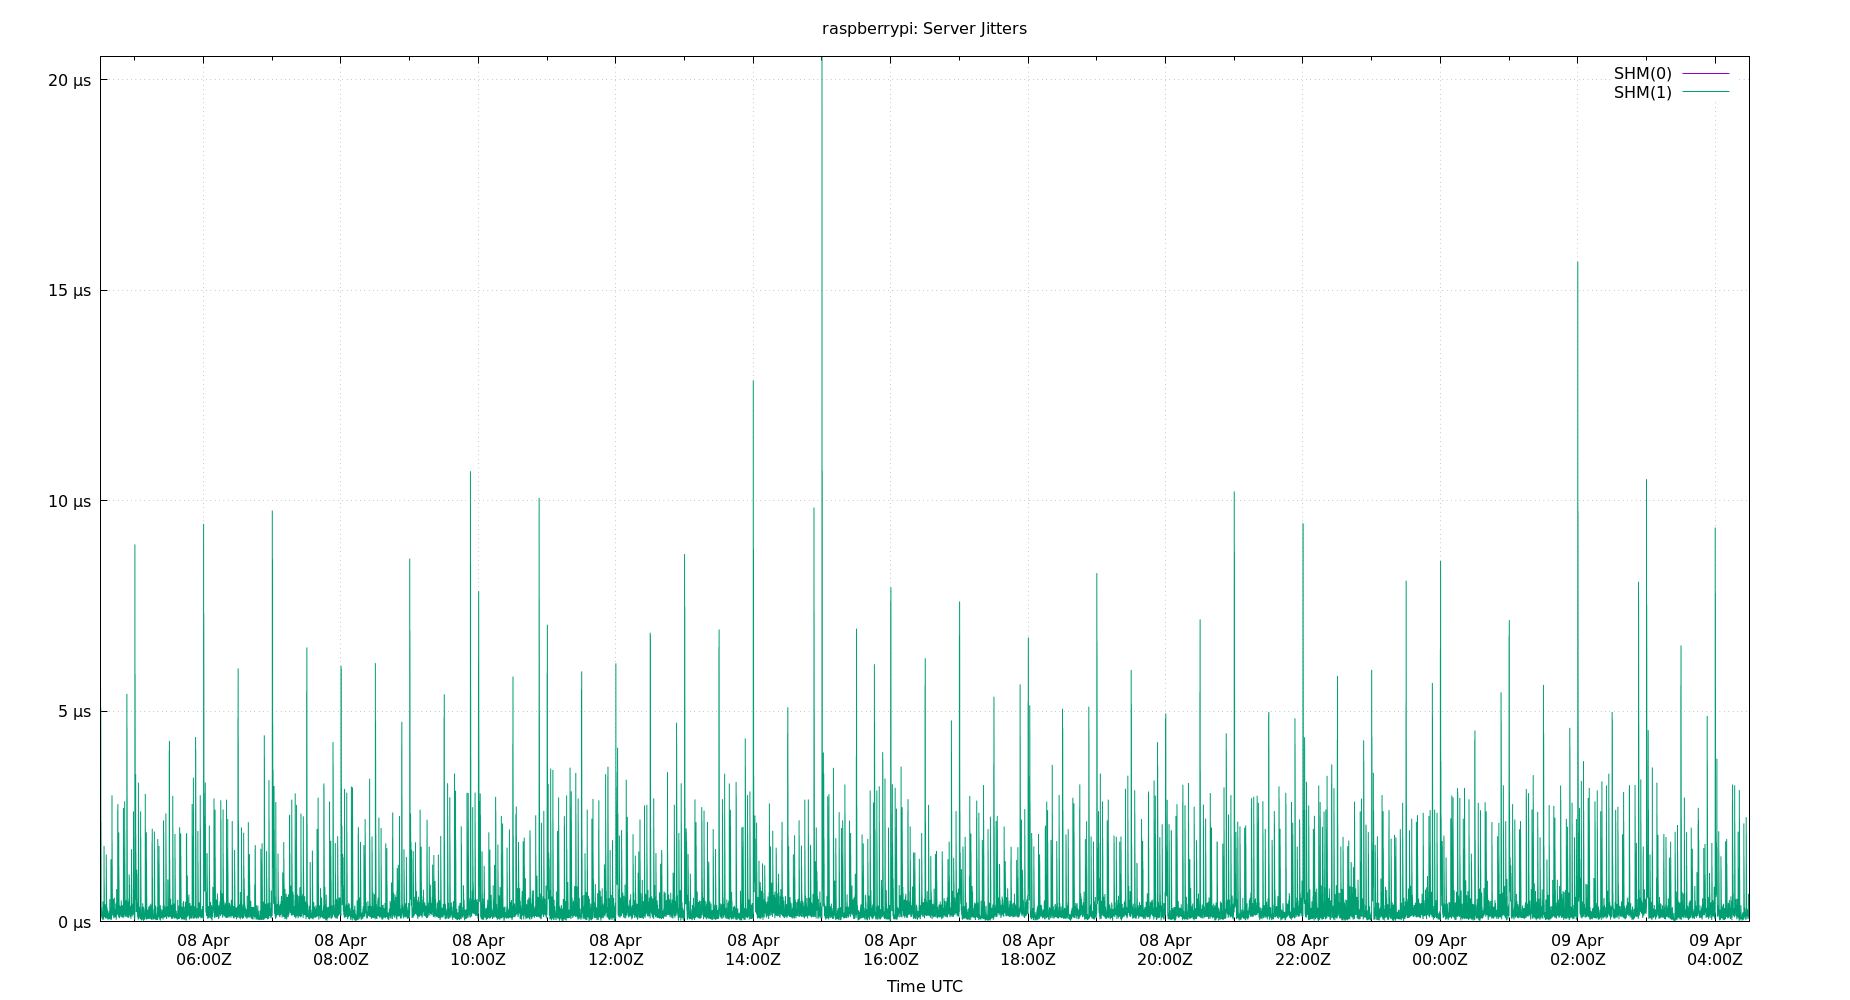 raspberrypi: Server Jitters
SHM(0)
SHM(1)
20 µs
15 µs
10 µs
5 µs
0 µs
08 Apr 08 Apr 08 Apr 08 Apr 08 Apr 08 Apr 08 Apr 08 Apr 08 Apr 09 Apr 09 Apr 09 Apr
06:00Z 08:00Z 10:00Z 12:00Z 14:00Z 16:00Z 18:00Z 20:00Z 22:00Z 00:00Z 02:00Z 04:00Z
Time UTC